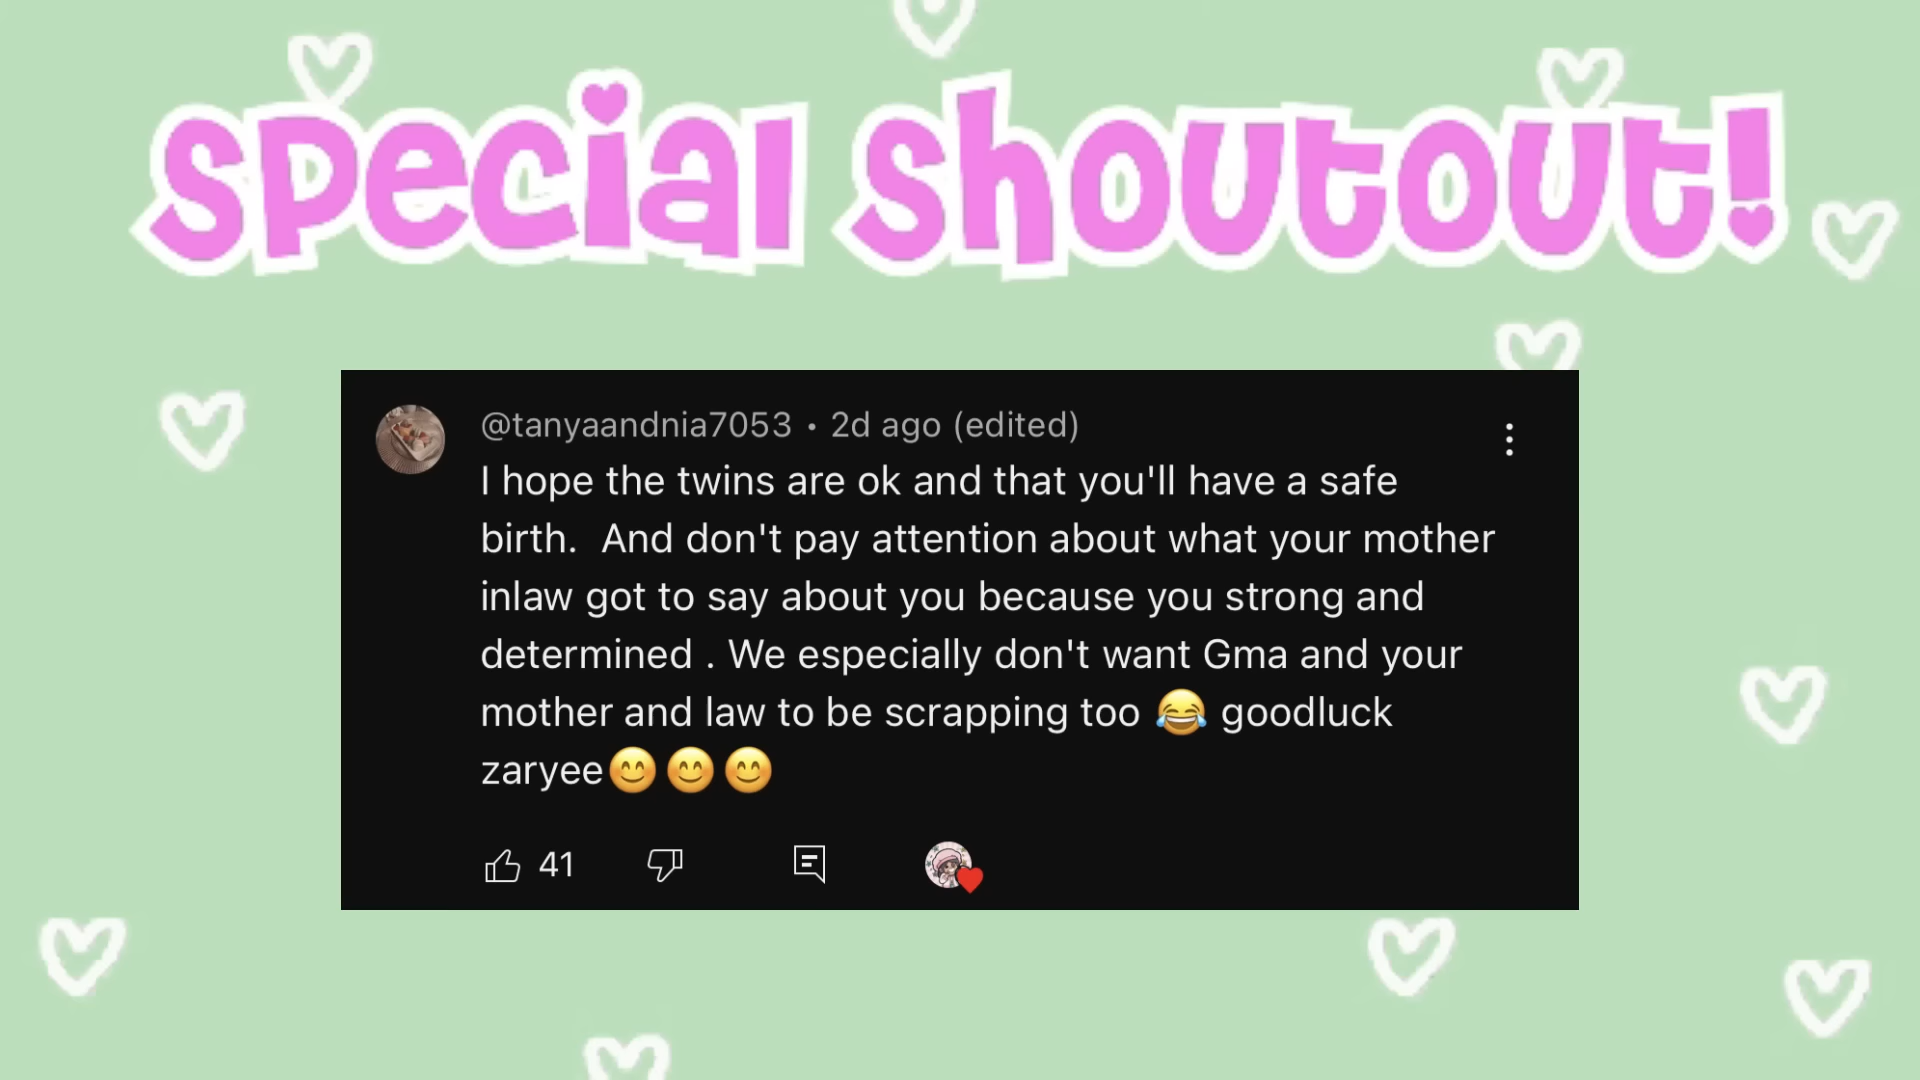 special shoutout!
@tanyaandnia7053 • 2d ago (edited)
I hope the twins are ok and that you'll have a safe
birth.  And don't pay attention about what your mother
inlaw got to say about you because you strong and
determined . We especially don't want Gma and your
mother and law to be scrapping too 😂 goodluck
zaryee😊😊😊
41